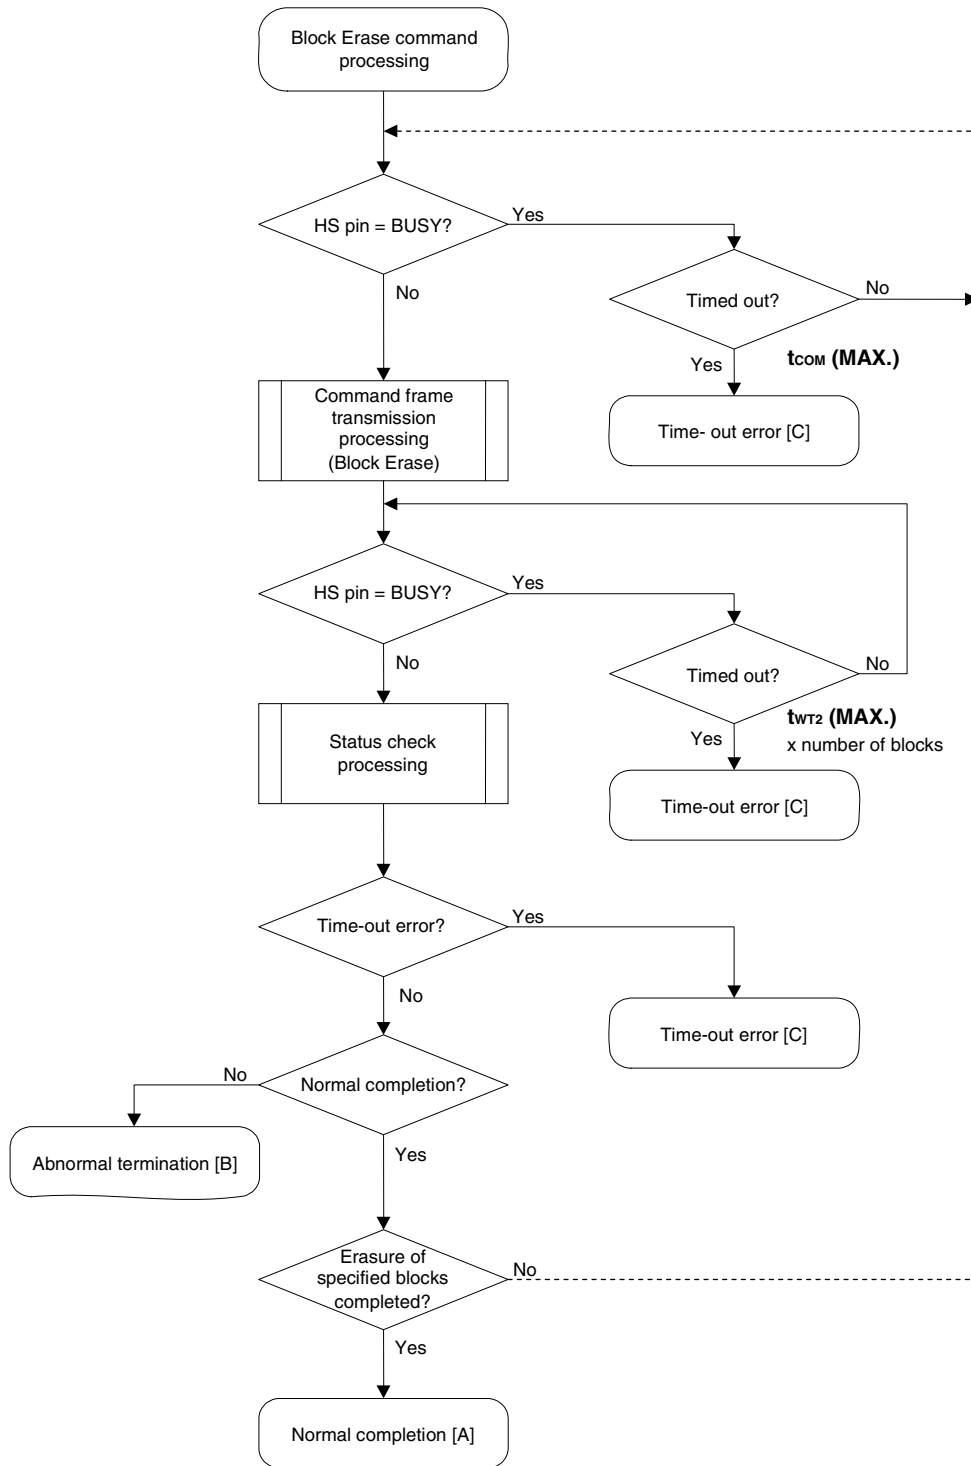 Block Erase command
processing
HS pin = BUSY?
Yes
No
Timed out?
No
Yes
tCOM (MAX.)
Time- out error [C]
Command frame
transmission
processing
(Block Erase)
HS pin = BUSY?
Yes
No
Timed out?
No
Yes
tWT2 (MAX.)
x number of blocks
Time-out error [C]
Status check
processing
Time-out error?
Yes
No
Time-out error [C]
Normal completion?
No
Yes
Abnormal termination [B]
Erasure of
specified blocks
completed?
No
Yes
Normal completion [A]